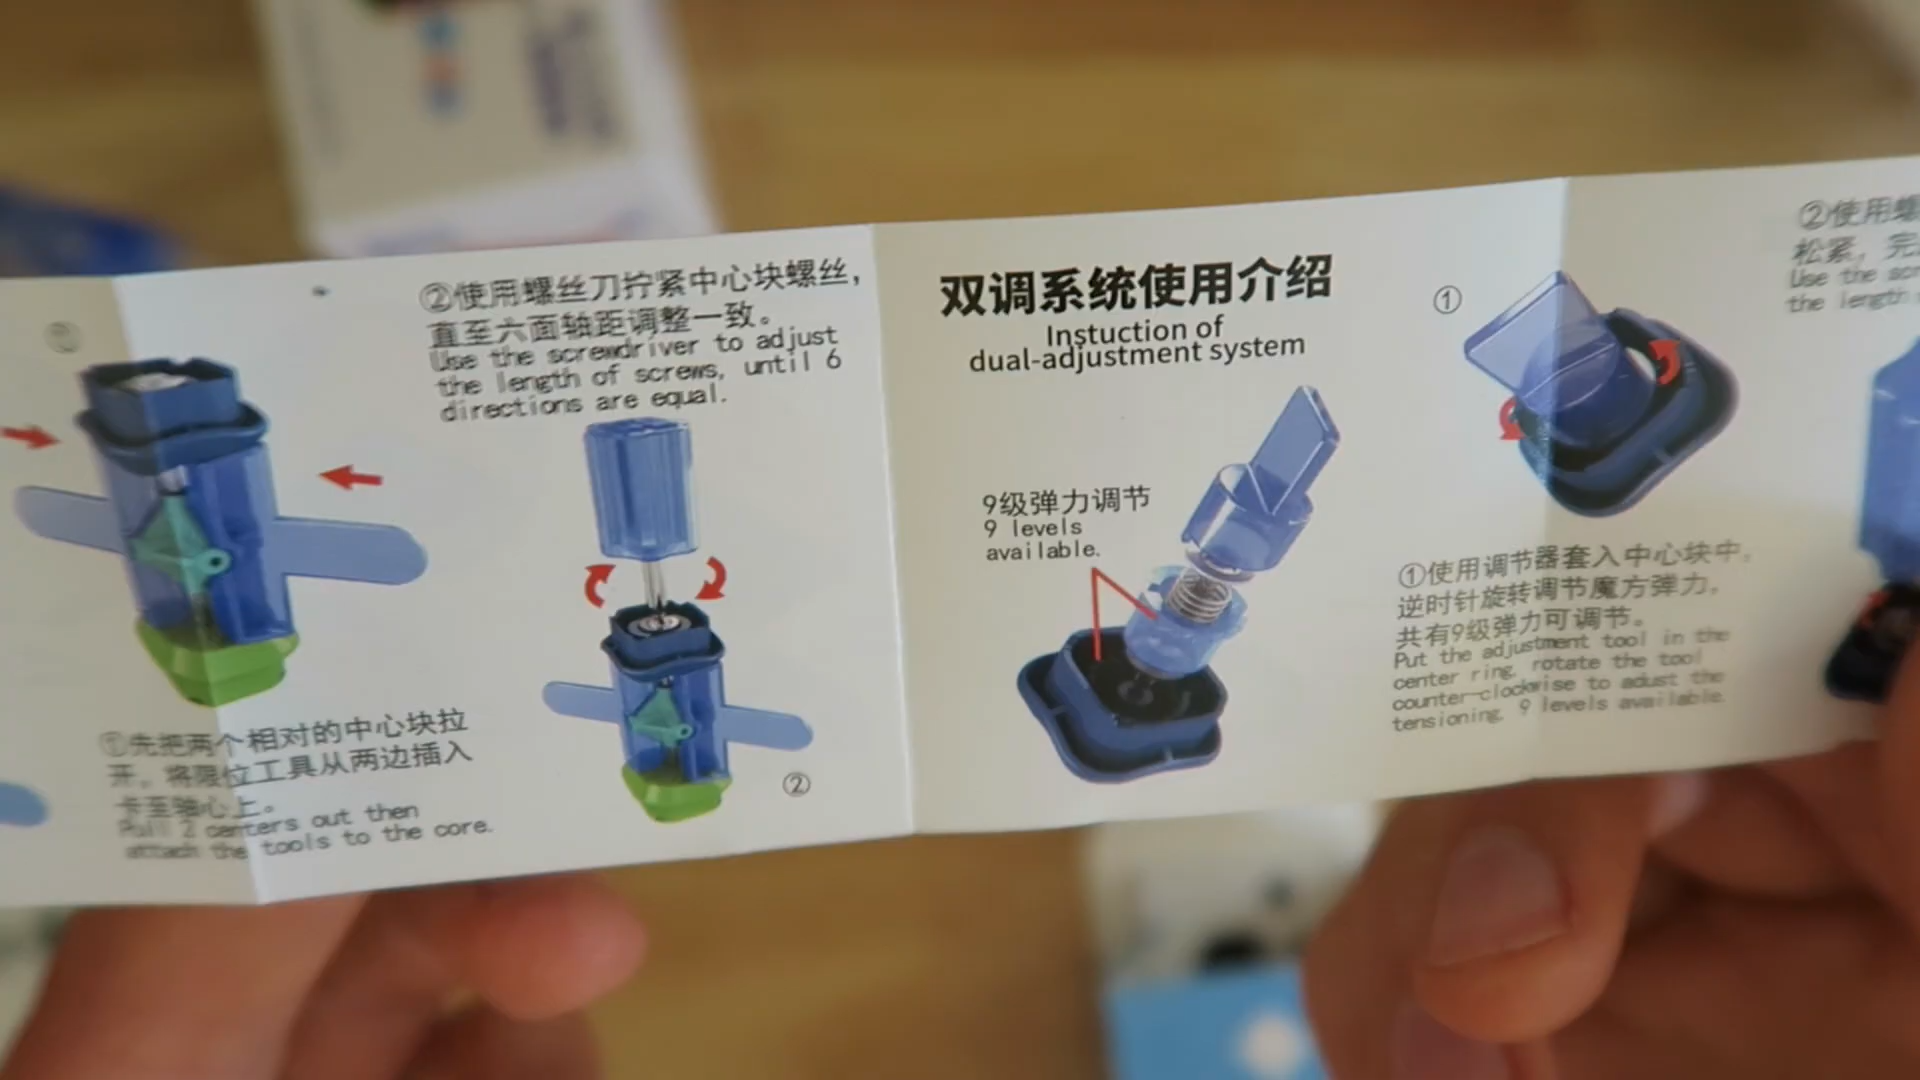 ②使用螺丝刀拧紧中心块螺丝，
直至六面轴距调整一致。
Use the screwdriver to adjust
the length of screws, until 6
directions are equal.
①先把两个相对的中心块拉
开，将限位工具从两边插入
卡至轴心上。
Pull 2 centers out then
attach the tools to the core.
②
双调系统使用介绍
Instuction of
dual-adjustment system
9级弹力调节
9 levels
available.
①
①使用调节器套入中心块中，
逆时针旋转调节魔方弹力，
共有9级弹力可调节。
Put the adjustment tool in the
center ring, rotate the tool
counter-clockwise to adust the
tensioning. 9 levels available.
②使用螺
松紧，完
Use the scr
the length